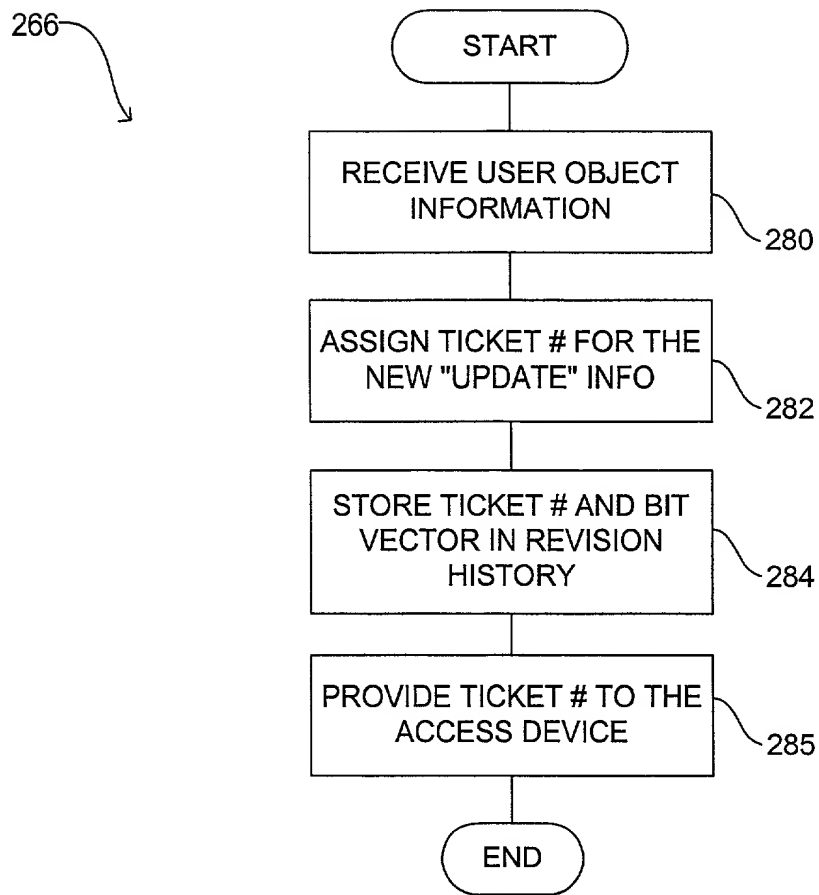 266
START
RECEIVE USER OBJECT
INFORMATION
280
ASSIGN TICKET # FOR THE
NEW "UPDATE" INFO
282
STORE TICKET # AND BIT
VECTOR IN REVISION
HISTORY
284
PROVIDE TICKET # TO THE
ACCESS DEVICE
285
END